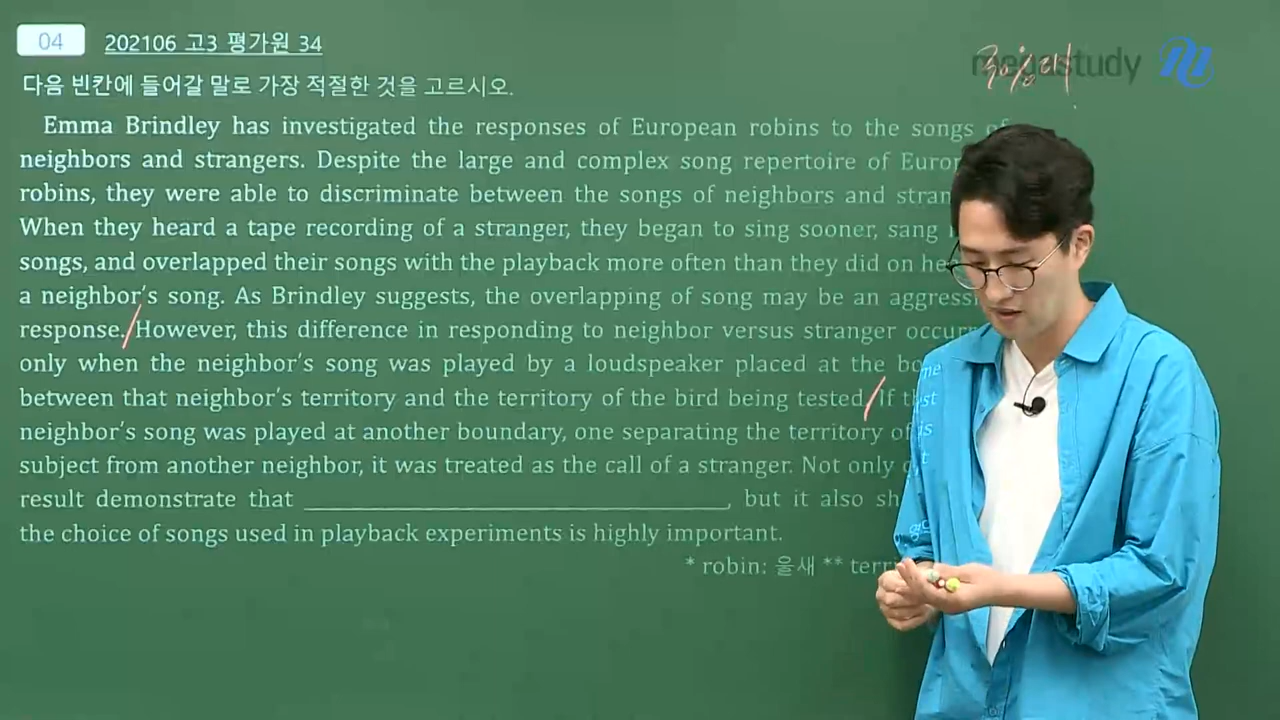 04
202106 고3 평가원 34
megastudy
다음 빈칸에 들어갈 말로 가장 적절한 것을 고르시오.
Emma Brindley has investigated the responses of European robins to the songs of
neighbors and strangers. Despite the large and complex song repertoire of Europ
robins, they were able to discriminate between the songs of neighbors and stran
When they heard a tape recording of a stranger, they began to sing sooner, sang
songs, and overlapped their songs with the playback more often than they did on he
a neighbor's song. As Brindley suggests, the overlapping of song may be an aggress
response. However, this difference in responding to neighbor versus stranger occurr
only when the neighbor's song was played by a loudspeaker placed at the bo
between that neighbor's territory and the territory of the bird being tested. If
neighbor's song was played at another boundary, one separating the territory of
subject from another neighbor, it was treated as the call of a stranger. Not only
result demonstrate that , but it also sh
the choice of songs used in playback experiments is highly important.
* robin: 울새 ** terri